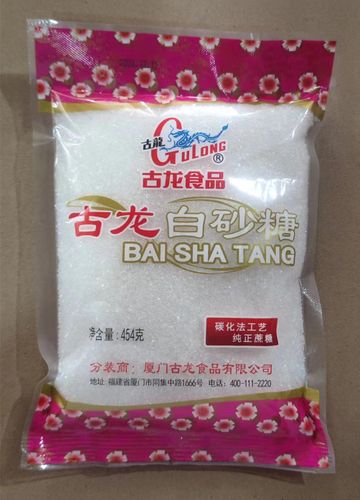 古龍
GULONG®
古龙食品
古龙白砂糖
BAI SHA TANG
净含量:454克
碳化法工艺
纯正蔗糖
分装商:厦门古龙食品有限公司
地址:福建省厦门市同集中路1666号 电话:400-111-2220